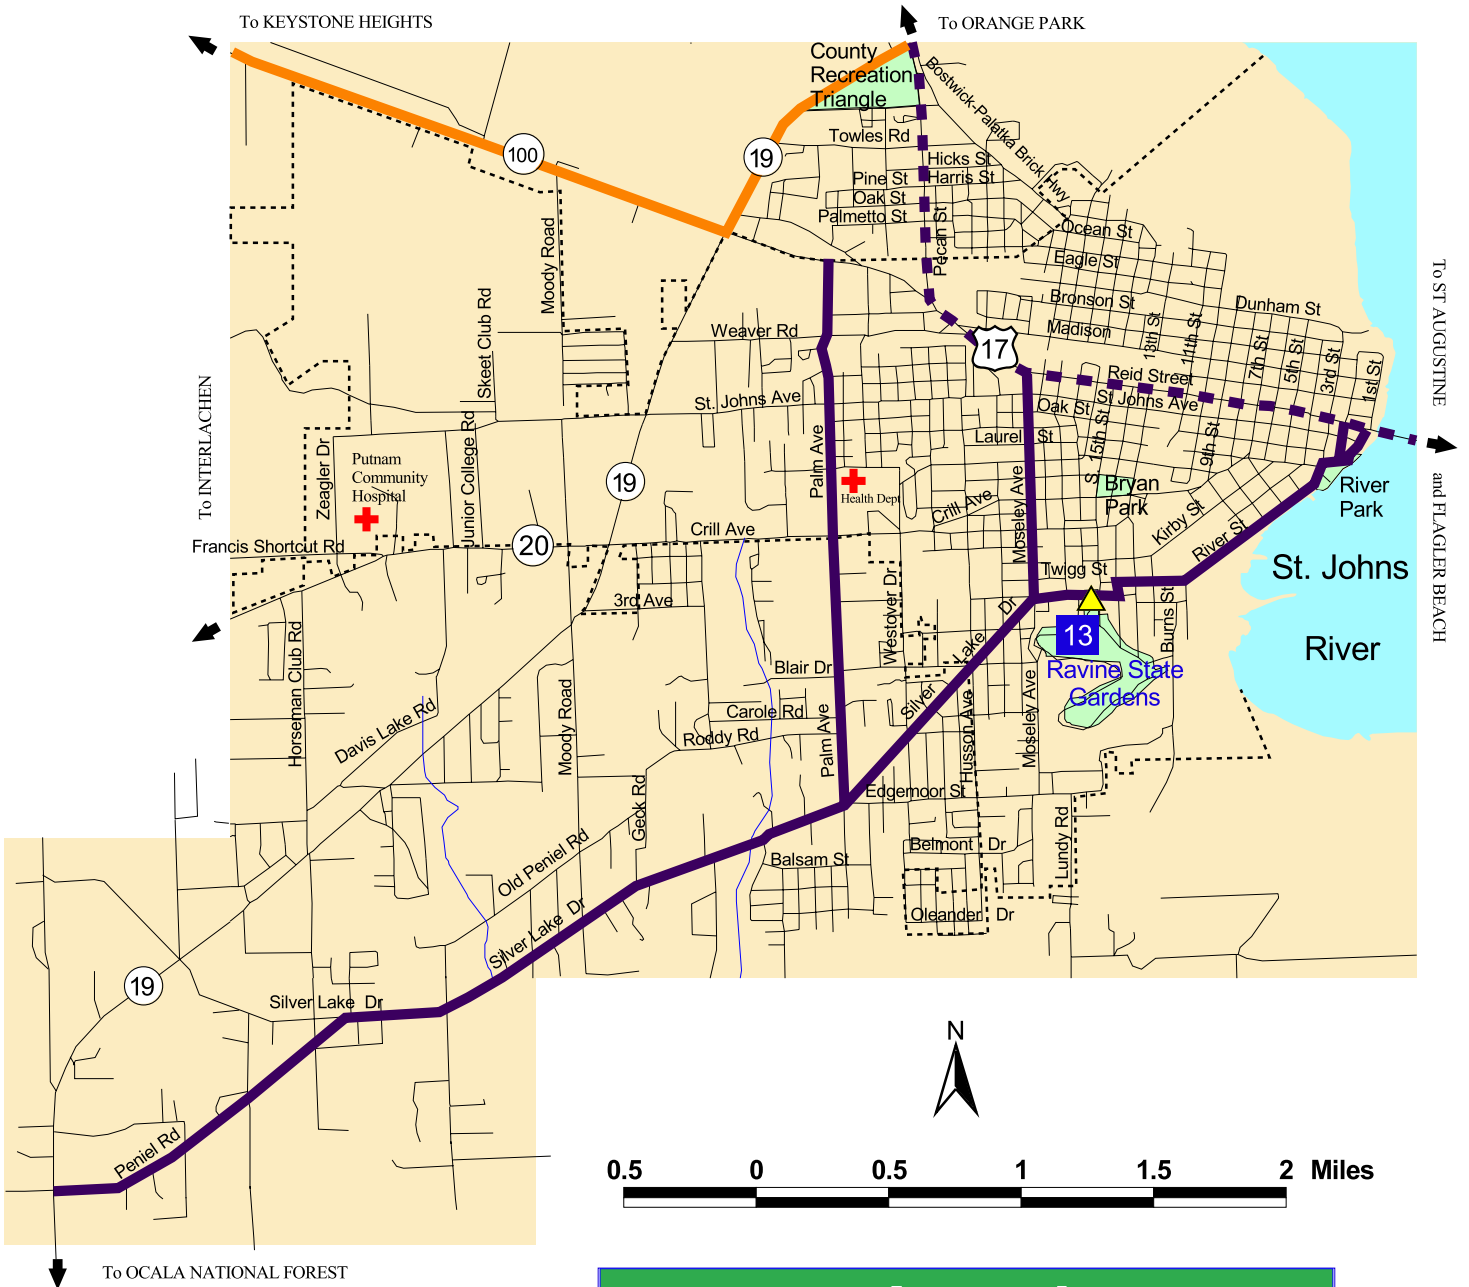 To KEYSTONE HEIGHTS
To ORANGE PARK
County
Recreation
Triangle
Bostwick-Palatka Brick Hwy
Towles Rd
100
19
Hicks St
Pine St
Harris St
Oak St
Palmetto St
Pecan St
Ocean St
Eagle St
Moody Road
Skeet Club Rd
Bronson St
Dunham St
Madison
13th St
11th St
7th St
5th St
3rd St
1st St
Weaver Rd
17
Reid Street
St Johns Ave
St. Johns Ave
Oak St
Laurel St
S. 15th St
9th St
To ST AUGUSTINE
and FLAGLER BEACH
To INTERLACHEN
Zeagler Dr
Putnam
Community
Hospital
Junior College Rd
19
Palm Ave
Health Dept
Crill Ave
Moseley Ave
Bryan
Park
River
Park
Kirby St
River St
Francis Shortcut Rd
20
Crill Ave
Twigg St
St. Johns
River
3rd Ave
Westover Dr
Silver Lake Dr
Burns St
13
Ravine State
Gardens
Horseman Club Rd
Blair Dr
Davis Lake Rd
Moody Road
Carole Rd
Roddy Rd
Palm Ave
Husson Ave
Moseley Ave
Geck Rd
Edgemoor St
Lundy Rd
Old Peniel Rd
Balsam St
Belmont Dr
Silver Lake Dr
Oleander Dr
19
Silver Lake Dr
N
Peniel Rd
0.5 0 0.5 1 1.5 2 Miles
To OCALA NATIONAL FOREST